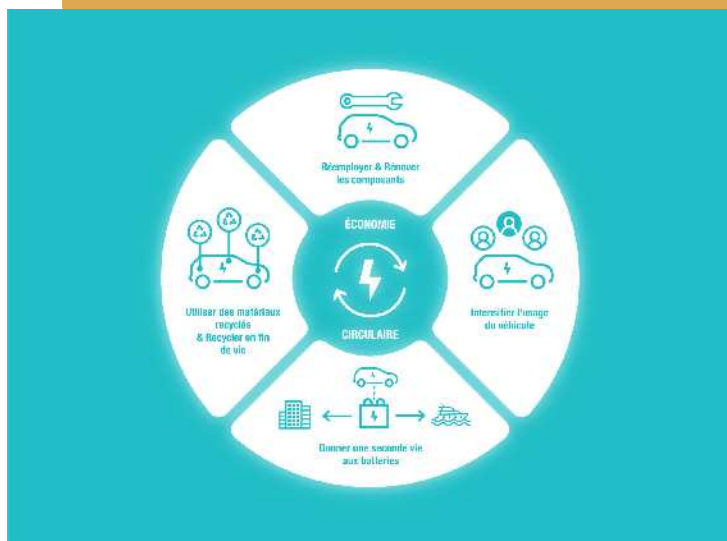 Réemployer & Rénover
les composants
ÉCONOMIE
CIRCULAIRE
Utiliser des matériaux
recyclés
& Recycler en fin
de vie
Intensifier l'usage
du véhicule
Donner une seconde vie
aux batteries